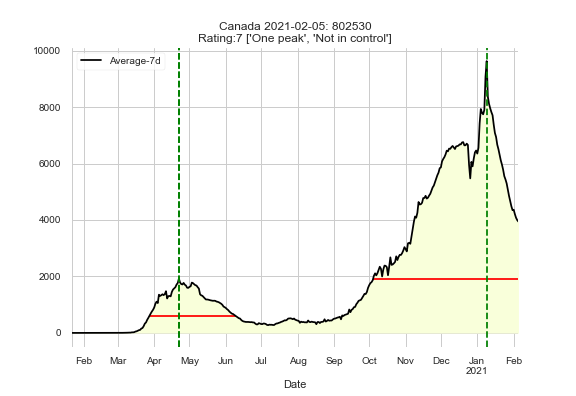 Canada 2021-02-05: 802530
Rating:7 ['One peak', 'Not in control']
Average-7d
10000
8000
6000
4000
2000
0
Feb Mar Apr May Jun Jul Aug Sep Oct Nov Dec Jan Feb
2021
Date